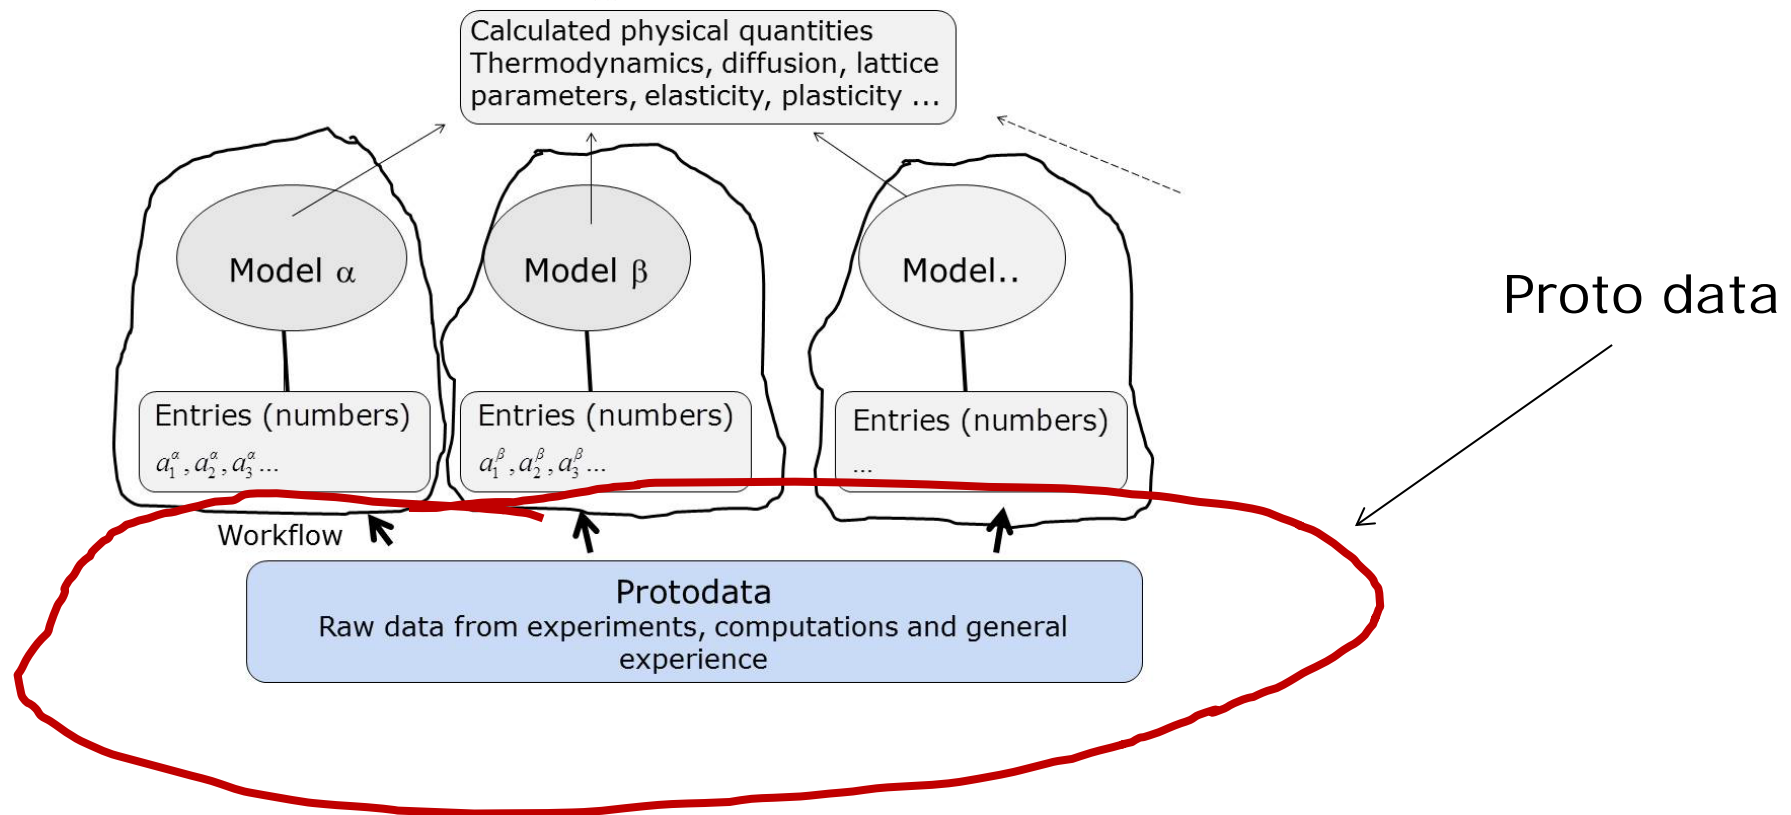 Calculated physical quantities
Thermodynamics, diffusion, lattice
parameters, elasticity, plasticity ...
Model α
Model β
Model..
Proto data
Entries (numbers)
a₁^α, a₂^α, a₃^α...
Entries (numbers)
a₁^β, a₂^β, a₃^β...
Entries (numbers)
...
Workflow
Protodata
Raw data from experiments, computations and general
experience